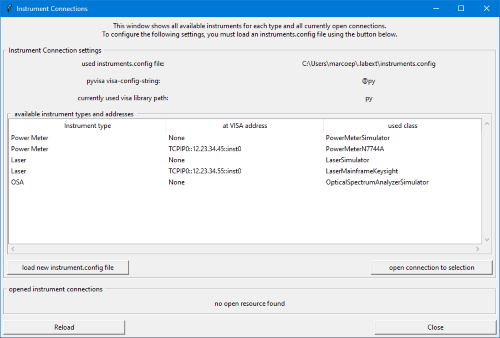 Instrument Connections
This window shows all available instruments for each type and all currently open connections.
To configure the following settings, you must load an instruments.config file using the button below.
Instrument Connection settings
used instruments.config file: C:\Users\marcoep\.labext\instruments.config
pyvisa visa-config-string: @py
currently used visa library path: py
available instrument types and addresses
Instrument type at VISA address used class
Power Meter None PowerMeterSimulator
Power Meter TCPIP0::12.23.34.45::inst0 PowerMeterN7744A
Laser None LaserSimulator
Laser TCPIP0::12.23.34.55::inst0 LaserMainframeKeysight
OSA None OpticalSpectrumAnalyzerSimulator
load new instrument.config file open connection to selection
opened instrument connections
no open resource found
Reload Close